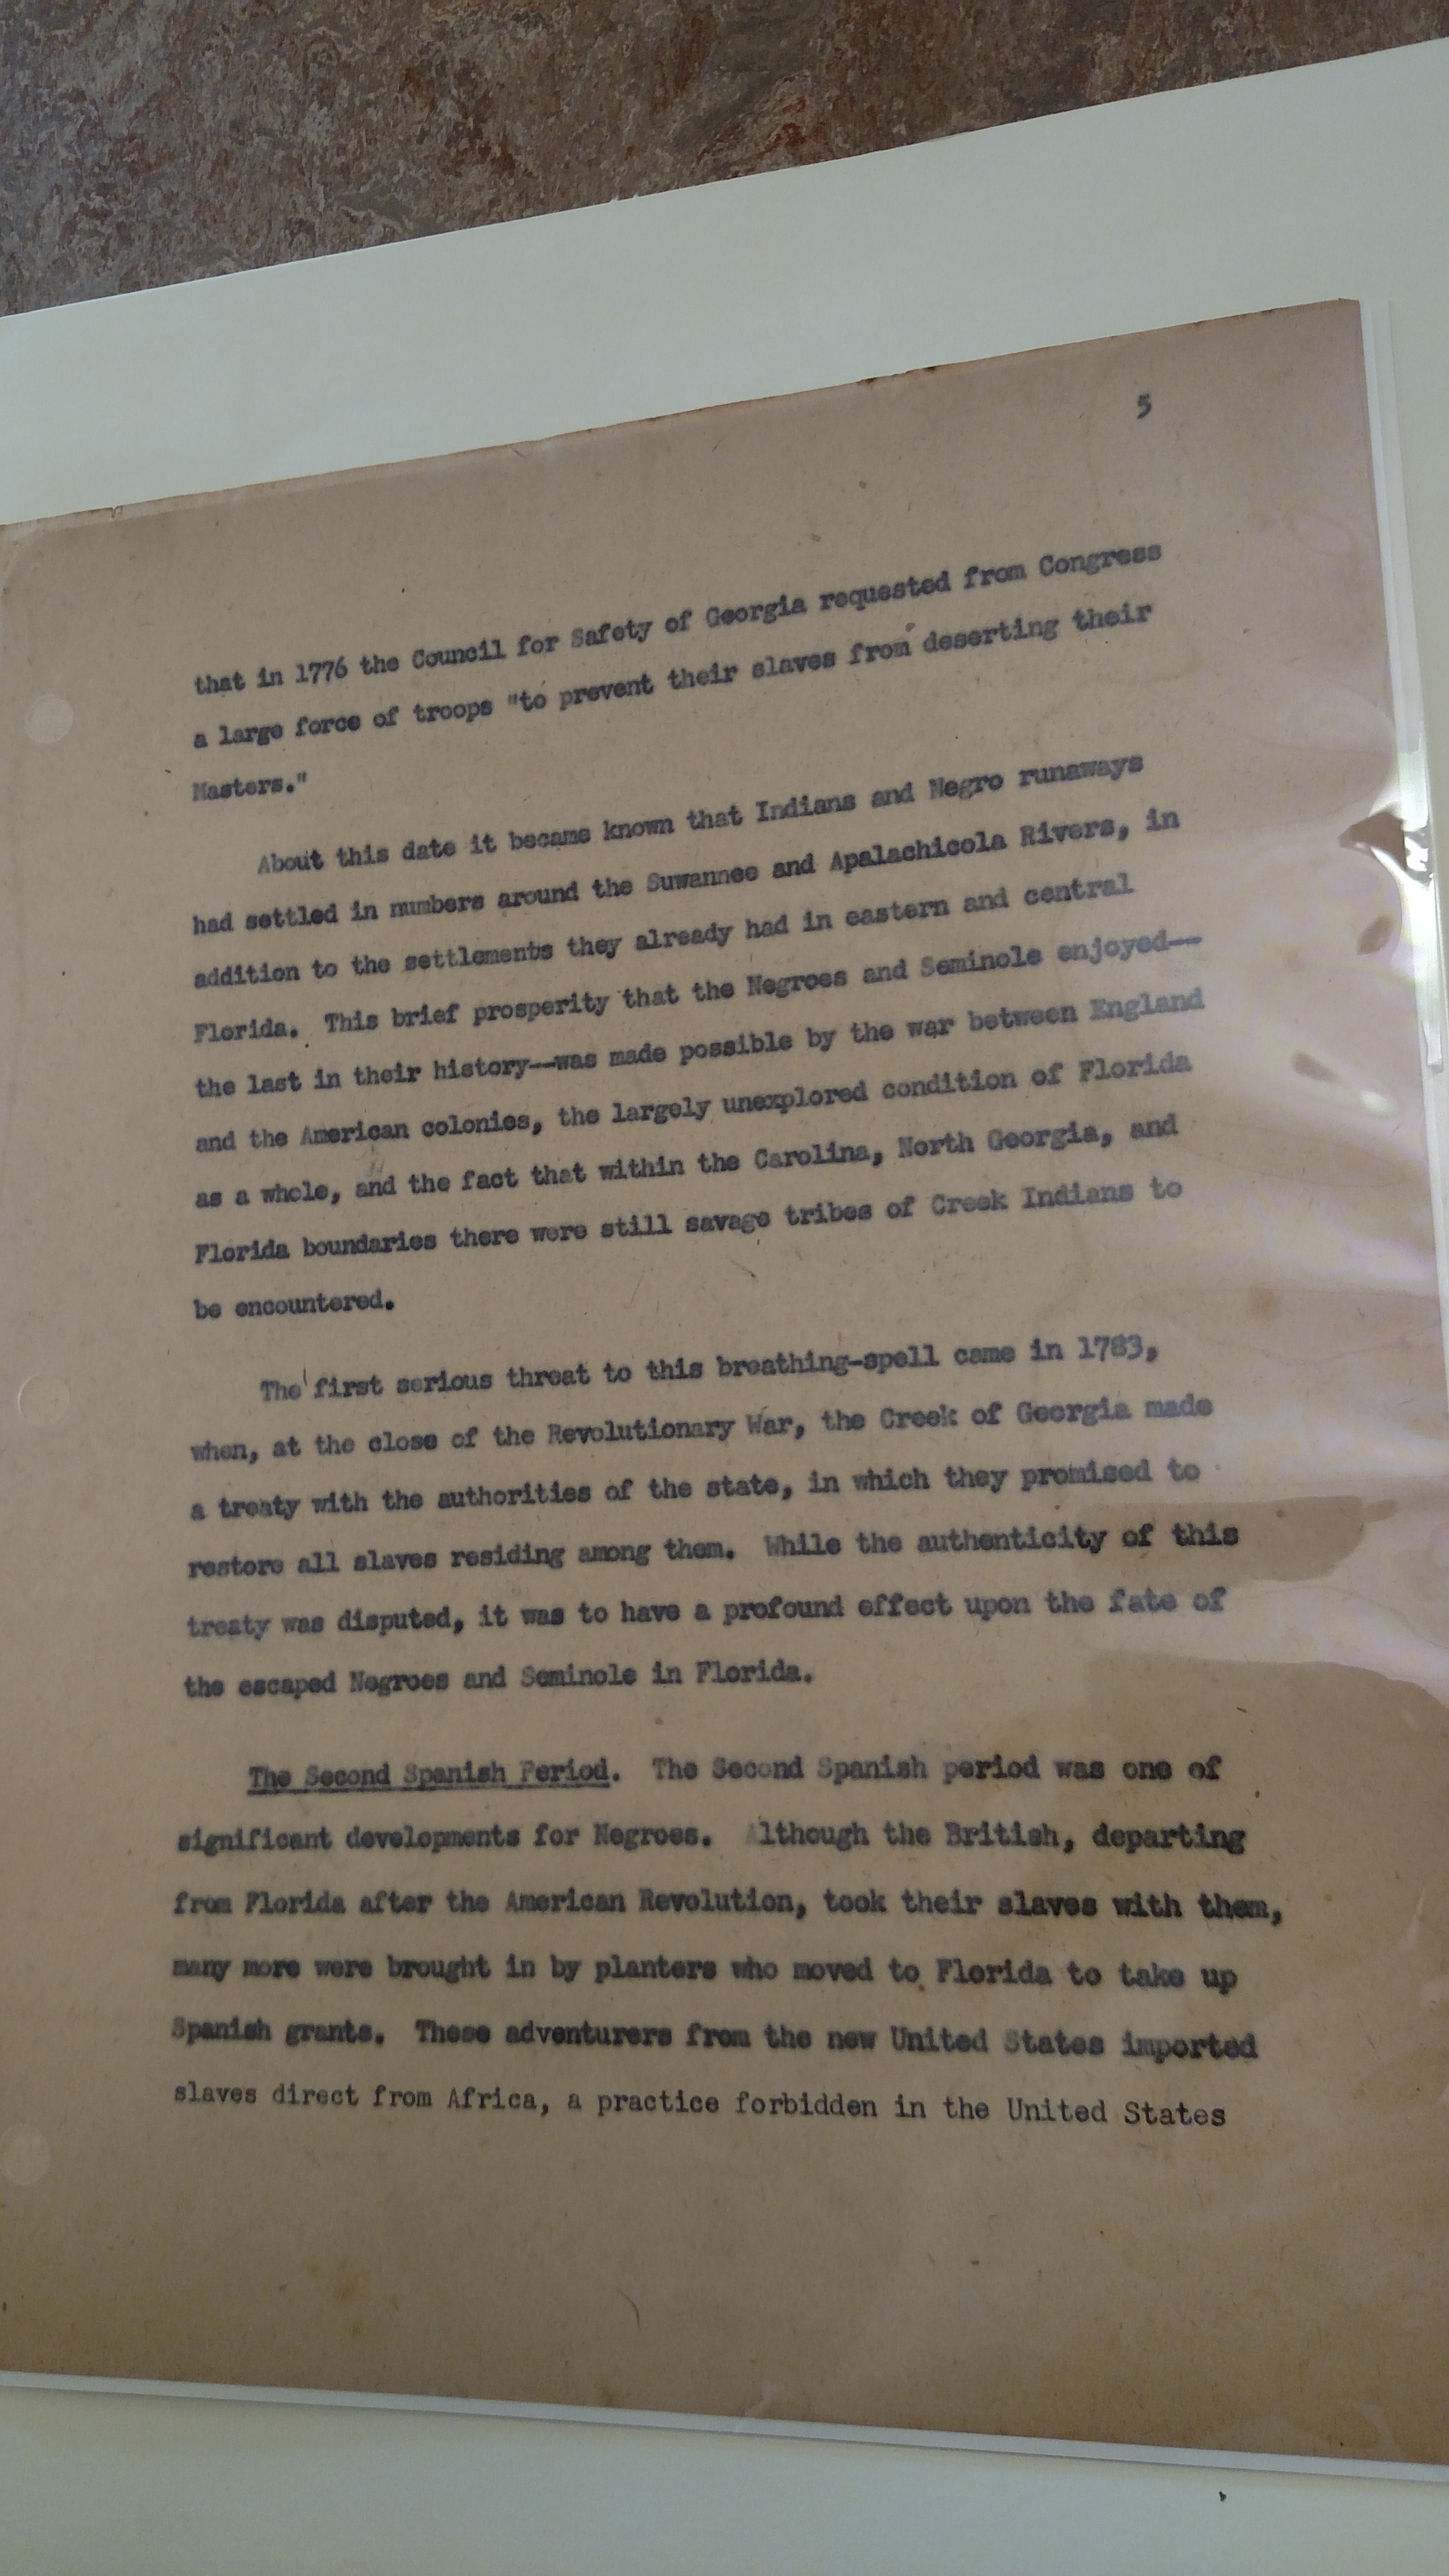 5
that in 1776 the Council for Safety of Georgia requested from Congress
a large force of troops "to prevent their slaves from deserting their
Masters."
About this date it became known that Indians and Negro runaways
had settled in numbers around the Suwannee and Apalachicola Rivers, in
addition to the settlements they already had in eastern and central
Florida. This brief prosperity that the Negroes and Seminole enjoyed--
the last in their history--was made possible by the war between England
and the American colonies, the largely unexplored condition of Florida
as a whole, and the fact that within the Carolina, North Georgia, and
Florida boundaries there were still savage tribes of Creek Indians to
be encountered.
The first serious threat to this breathing-spell came in 1783,
when, at the close of the Revolutionary War, the Creek of Georgia made
a treaty with the authorities of the state, in which they promised to
restore all slaves residing among them. While the authenticity of this
treaty was disputed, it was to have a profound effect upon the fate of
the escaped Negroes and Seminole in Florida.
The Second Spanish Period. The Second Spanish period was one of
significant developments for Negroes. Although the British, departing
from Florida after the American Revolution, took their slaves with them,
many more were brought in by planters who moved to Florida to take up
Spanish grants. These adventurers from the new United States imported
slaves direct from Africa, a practice forbidden in the United States